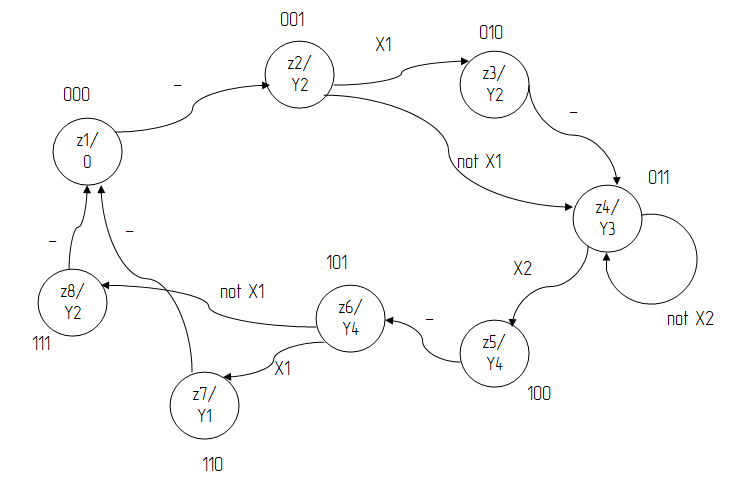 001
X1
010
z2/
Y2
z3/
Y2
–
000
–
z1/
0
not X1
011
z4/
Y3
–
–
101
X2
not X1
z8/
Y2
z6/
Y4
–
not X2
111
z5/
Y4
X1
z7/
Y1
100
110